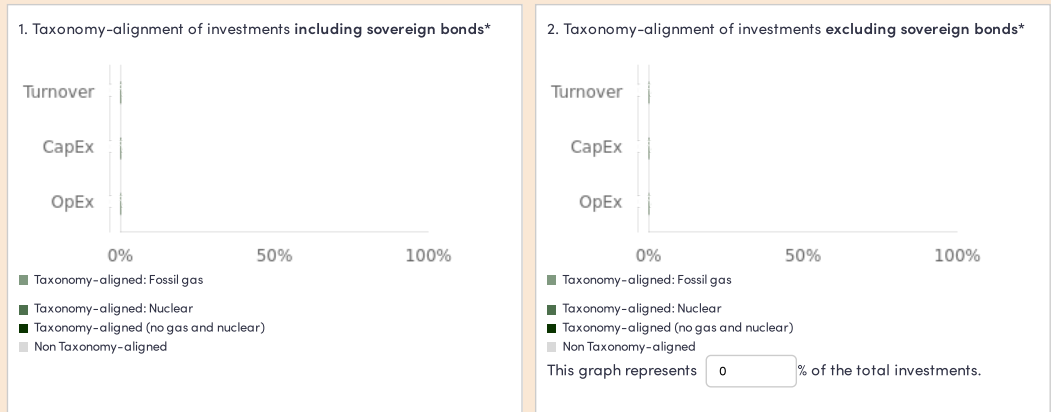 1. Taxonomy-alignment of investments including sovereign bonds*
Turnover
CapEx
OpEx
0% 50% 100%
Taxonomy-aligned: Fossil gas
Taxonomy-aligned: Nuclear
Taxonomy-aligned (no gas and nuclear)
Non Taxonomy-aligned
2. Taxonomy-alignment of investments excluding sovereign bonds*
Turnover
CapEx
OpEx
0% 50% 100%
Taxonomy-aligned: Fossil gas
Taxonomy-aligned: Nuclear
Taxonomy-aligned (no gas and nuclear)
Non Taxonomy-aligned
This graph represents 0 % of the total investments.